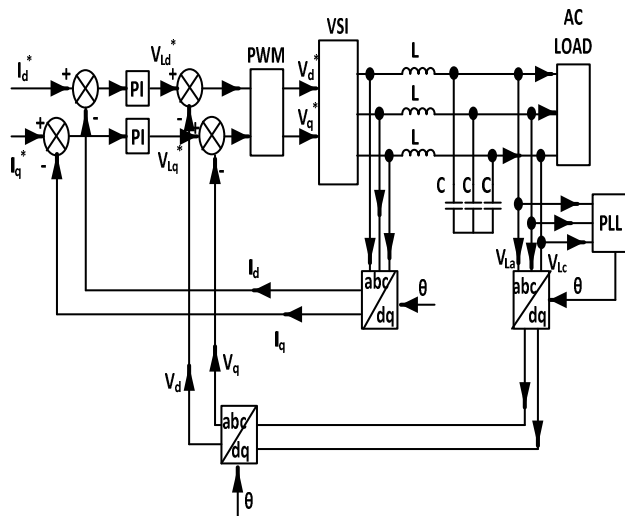 AC
LOAD
VSI
PWM
L
L
L
I_d^*
+
-
PI
V_Ld^*
+
-
V_d^*
V_q^*
+
-
I_q^*
PI
V_Lq^*
+
-
C C C
PLL
V_La
V_Lc
abc
dq
θ
abc
dq
θ
I_d
I_q
V_q
V_d
abc
dq
θ